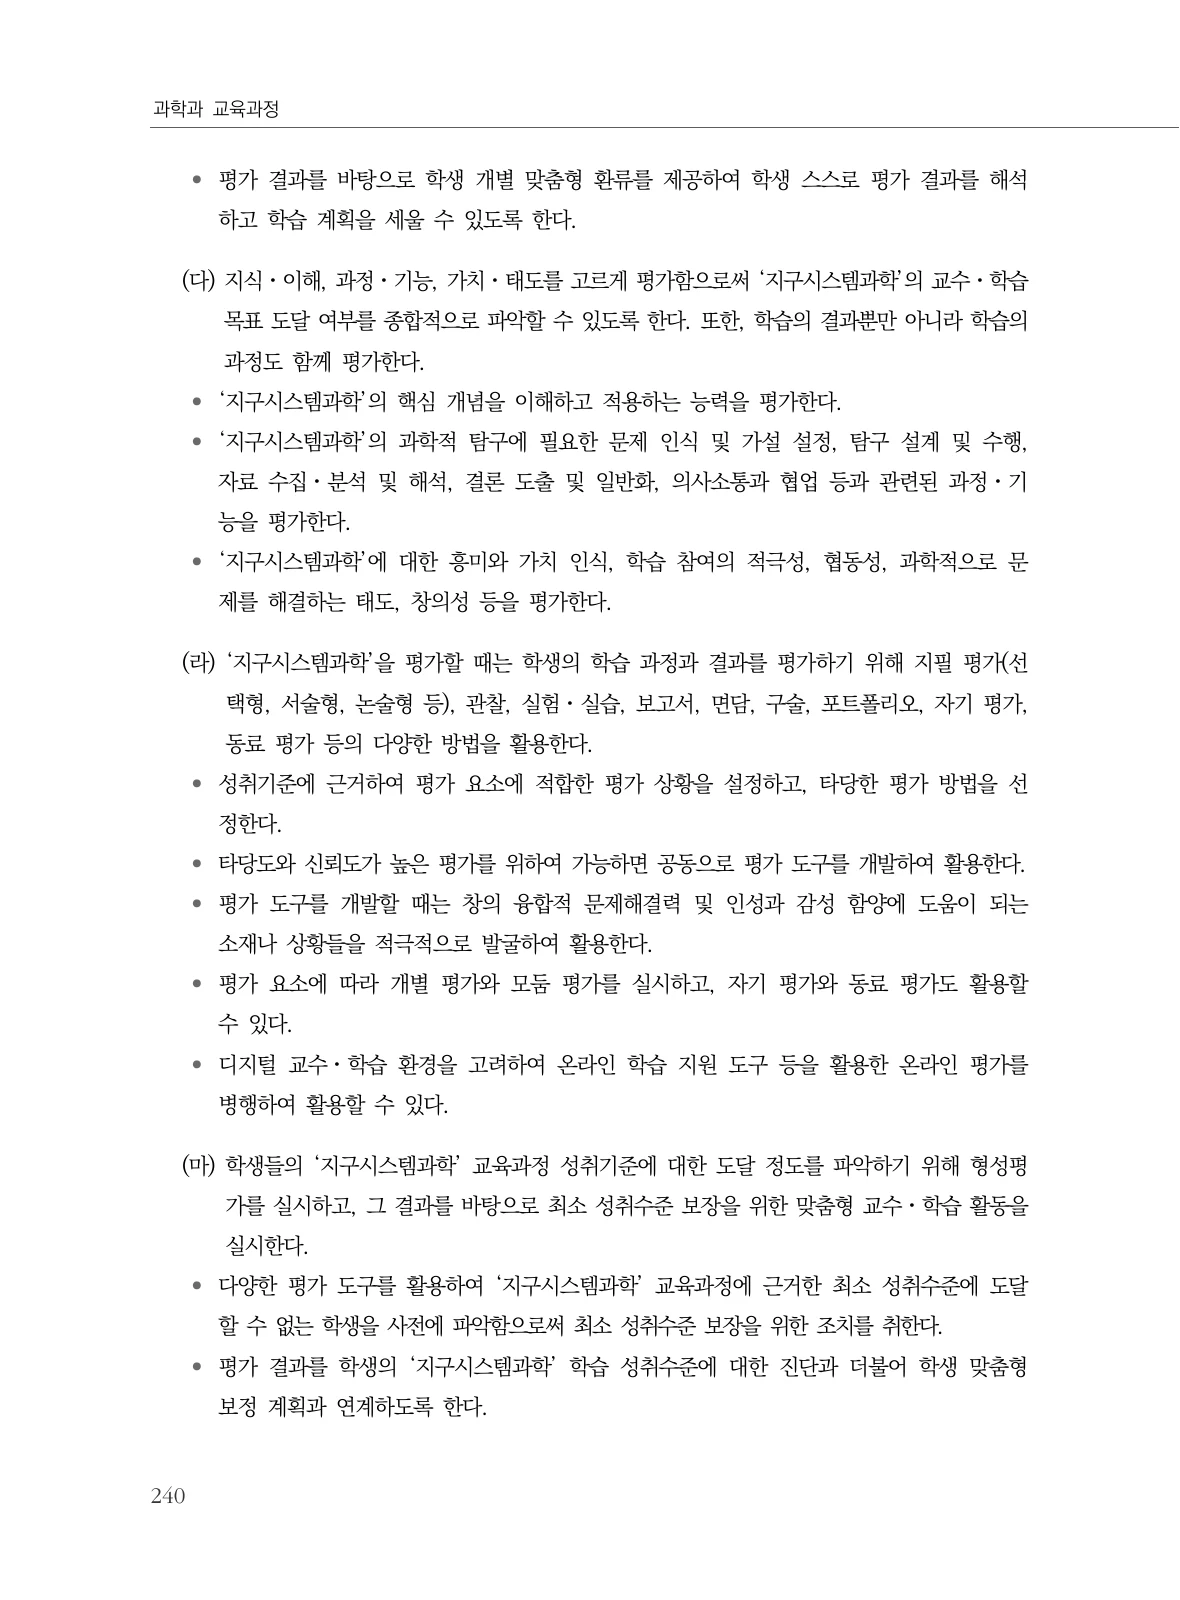 과학과 교육과정
• 평가 결과를 바탕으로 학생 개별 맞춤형 환류를 제공하여 학생 스스로 평가 결과를 해석
하고 학습 계획을 세울 수 있도록 한다.
(다) 지식・이해, 과정・기능, 가치・태도를 고르게 평가함으로써 ‘지구시스템과학’의 교수・학습
목표 도달 여부를 종합적으로 파악할 수 있도록 한다. 또한, 학습의 결과뿐만 아니라 학습의
과정도 함께 평가한다.
• ‘지구시스템과학’의 핵심 개념을 이해하고 적용하는 능력을 평가한다.
• ‘지구시스템과학’의 과학적 탐구에 필요한 문제 인식 및 가설 설정, 탐구 설계 및 수행,
자료 수집・분석 및 해석, 결론 도출 및 일반화, 의사소통과 협업 등과 관련된 과정・기
능을 평가한다.
• ‘지구시스템과학’에 대한 흥미와 가치 인식, 학습 참여의 적극성, 협동성, 과학적으로 문
제를 해결하는 태도, 창의성 등을 평가한다.
(라) ‘지구시스템과학’을 평가할 때는 학생의 학습 과정과 결과를 평가하기 위해 지필 평가(선
택형, 서술형, 논술형 등), 관찰, 실험・실습, 보고서, 면담, 구술, 포트폴리오, 자기 평가,
동료 평가 등의 다양한 방법을 활용한다.
• 성취기준에 근거하여 평가 요소에 적합한 평가 상황을 설정하고, 타당한 평가 방법을 선
정한다.
• 타당도와 신뢰도가 높은 평가를 위하여 가능하면 공동으로 평가 도구를 개발하여 활용한다.
• 평가 도구를 개발할 때는 창의 융합적 문제해결력 및 인성과 감성 함양에 도움이 되는
소재나 상황들을 적극적으로 발굴하여 활용한다.
• 평가 요소에 따라 개별 평가와 모둠 평가를 실시하고, 자기 평가와 동료 평가도 활용할
수 있다.
• 디지털 교수・학습 환경을 고려하여 온라인 학습 지원 도구 등을 활용한 온라인 평가를
병행하여 활용할 수 있다.
(마) 학생들의 ‘지구시스템과학’ 교육과정 성취기준에 대한 도달 정도를 파악하기 위해 형성평
가를 실시하고, 그 결과를 바탕으로 최소 성취수준 보장을 위한 맞춤형 교수・학습 활동을
실시한다.
• 다양한 평가 도구를 활용하여 ‘지구시스템과학’ 교육과정에 근거한 최소 성취수준에 도달
할 수 없는 학생을 사전에 파악함으로써 최소 성취수준 보장을 위한 조치를 취한다.
• 평가 결과를 학생의 ‘지구시스템과학’ 학습 성취수준에 대한 진단과 더불어 학생 맞춤형
보정 계획과 연계하도록 한다.
240